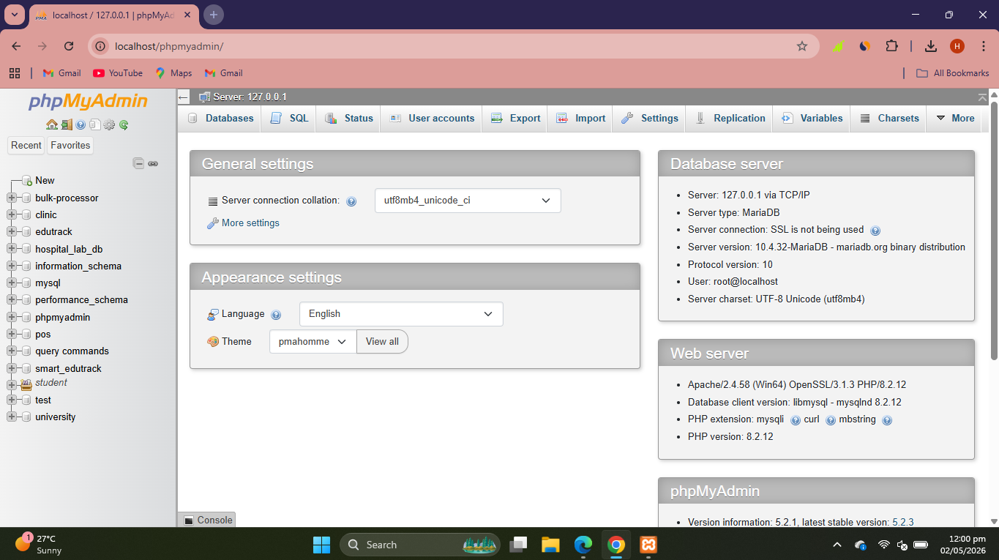 localhost / 127.0.0.1 | phpMyAd
localhost/phpmyadmin/
H
Gmail
YouTube
Maps
Gmail
All Bookmarks
phpMyAdmin
Recent
Favorites
New
bulk-processor
clinic
edutrack
hospital_lab_db
information_schema
mysql
performance_schema
phpmyadmin
pos
query commands
smart_edutrack
student
test
university
Server: 127.0.0.1
Databases
SQL
Status
User accounts
Export
Import
Settings
Replication
Variables
Charsets
More
General settings
Server connection collation:
utf8mb4_unicode_ci
More settings
Appearance settings
Language
English
Theme
pmahomme
View all
Database server
Server: 127.0.0.1 via TCP/IP
Server type: MariaDB
Server connection: SSL is not being used
Server version: 10.4.32-MariaDB - mariadb.org binary distribution
Protocol version: 10
User: root@localhost
Server charset: UTF-8 Unicode (utf8mb4)
Web server
Apache/2.4.58 (Win64) OpenSSL/3.1.3 PHP/8.2.12
Database client version: libmysql - mysqlnd 8.2.12
PHP extension: mysqli curl mbstring
PHP version: 8.2.12
phpMyAdmin
Version information: 5.2.1, latest stable version: 5.2.3
Console
1
27°C
Sunny
Search
12:00 pm
02/05/2026